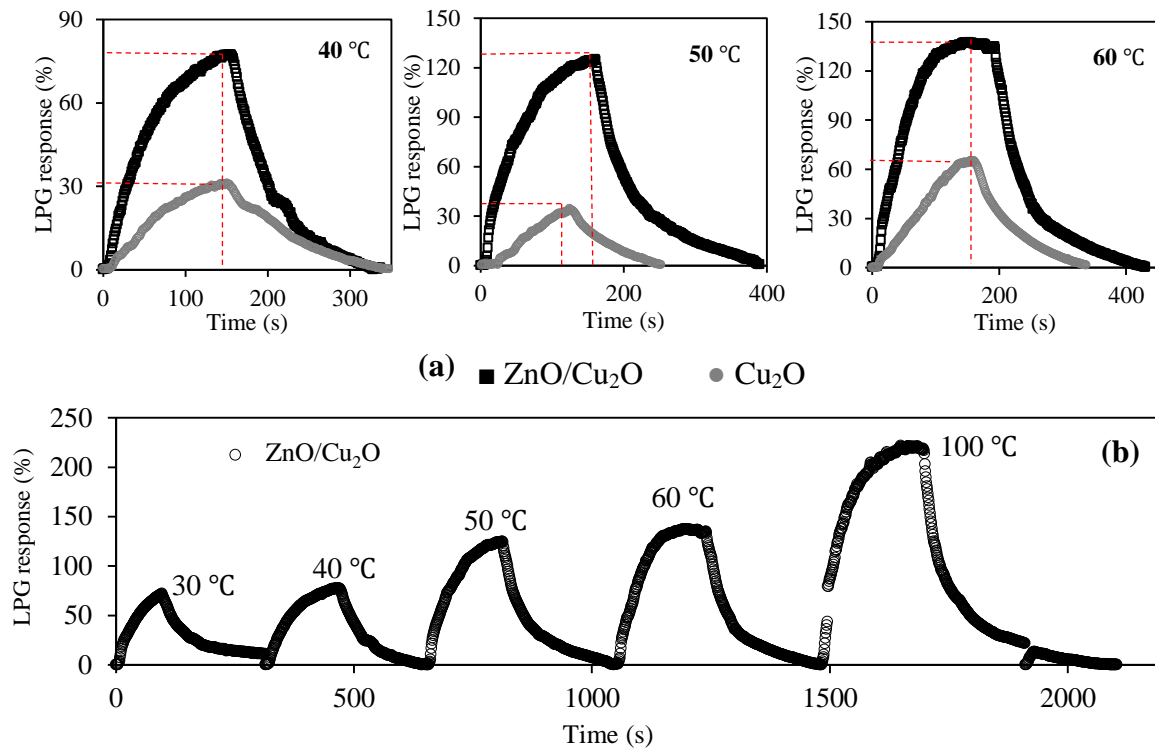 LPG response (%)
90
60
30
0
0
100
200
300
Time (s)
40 °C
LPG response (%)
150
120
90
60
30
0
0
200
400
Time (s)
50 °C
LPG response (%)
150
120
90
60
30
0
0
200
400
Time (s)
60 °C
(a) ZnO/Cu₂O Cu₂O
LPG response (%)
250
200
150
100
50
0
ZnO/Cu₂O
30 °C
40 °C
50 °C
60 °C
100 °C
(b)
0
500
1000
1500
2000
Time (s)